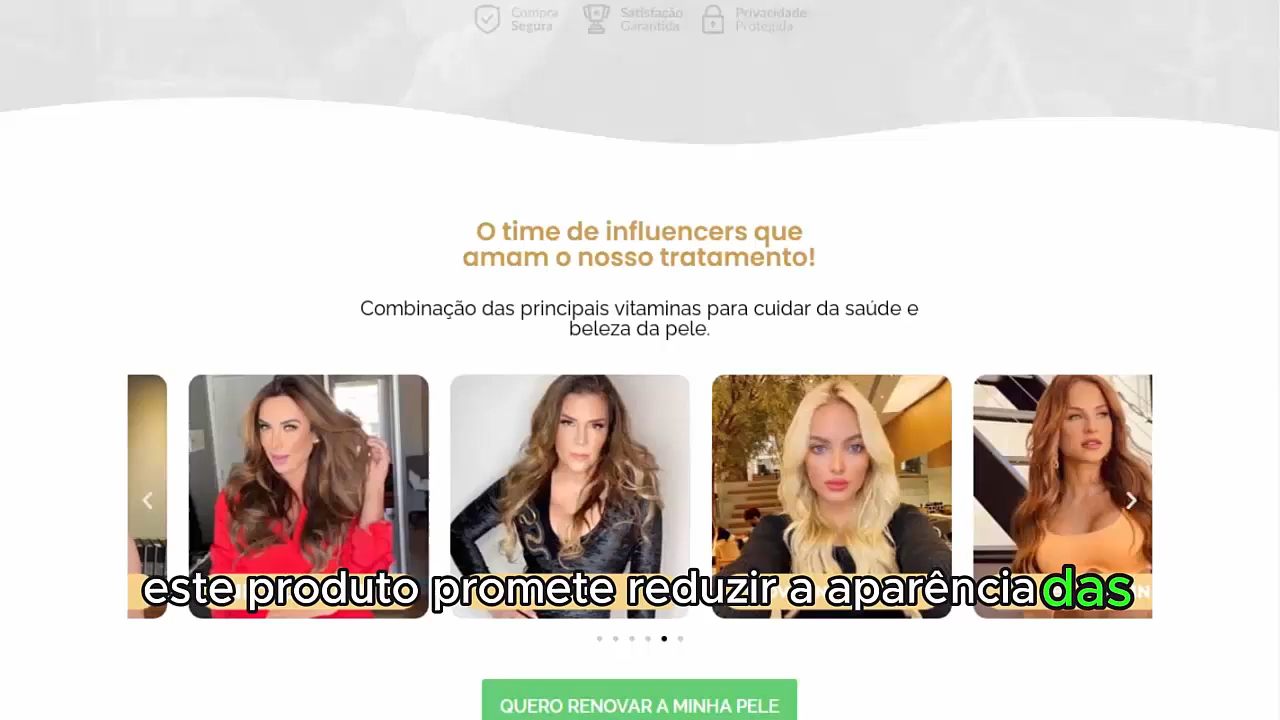 Compra
Segura
Satisfação
Garantida
Privacidade
Protegida
O time de influencers que
amam o nosso tratamento!
Combinação das principais vitaminas para cuidar da saúde e
beleza da pele.
este produto promete reduzir a aparência das
QUERO RENOVAR A MINHA PELE